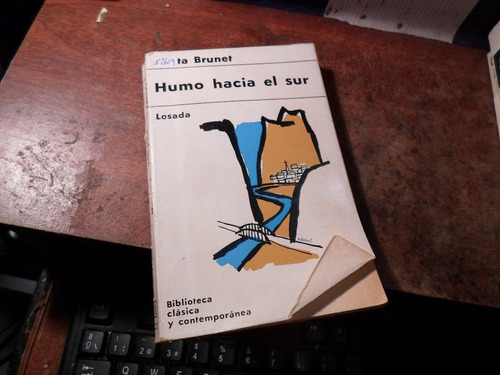 ta Brunet
Humo hacia el sur
Losada
Biblioteca
clásica
y contemporánea